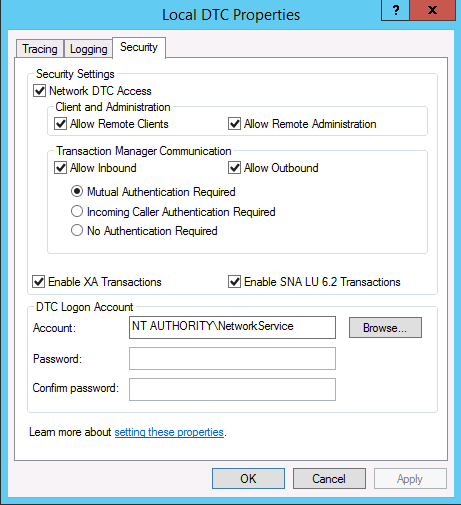 Local DTC Properties
?
x
Tracing
Logging
Security
Security Settings
Network DTC Access
Client and Administration
Allow Remote Clients
Allow Remote Administration
Transaction Manager Communication
Allow Inbound
Allow Outbound
Mutual Authentication Required
Incoming Caller Authentication Required
No Authentication Required
Enable XA Transactions
Enable SNA LU 6.2 Transactions
DTC Logon Account
Account:
NT AUTHORITY\NetworkService
Browse...
Password:
Confirm password:
Learn more about setting these properties.
OK
Cancel
Apply